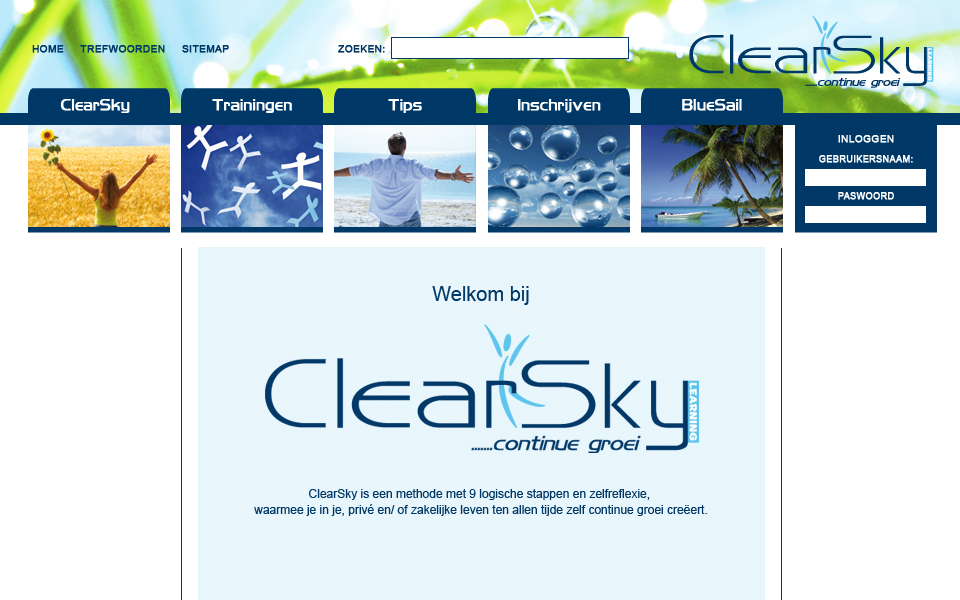 HOME TREFWOORDEN SITEMAP ZOEKEN:
ClearSky
.....continue groei
ClearSky Trainingen Tips Inschrijven BlueSail
INLOGGEN
GEBRUIKERSNAAM:
PASWOORD
Welkom bij
ClearSky
LEARNING
.......continue groei
ClearSky is een methode met 9 logische stappen en zelfreflexie,
waarmee je in je, privé en/ of zakelijke leven ten allen tijde zelf continue groei creëert.